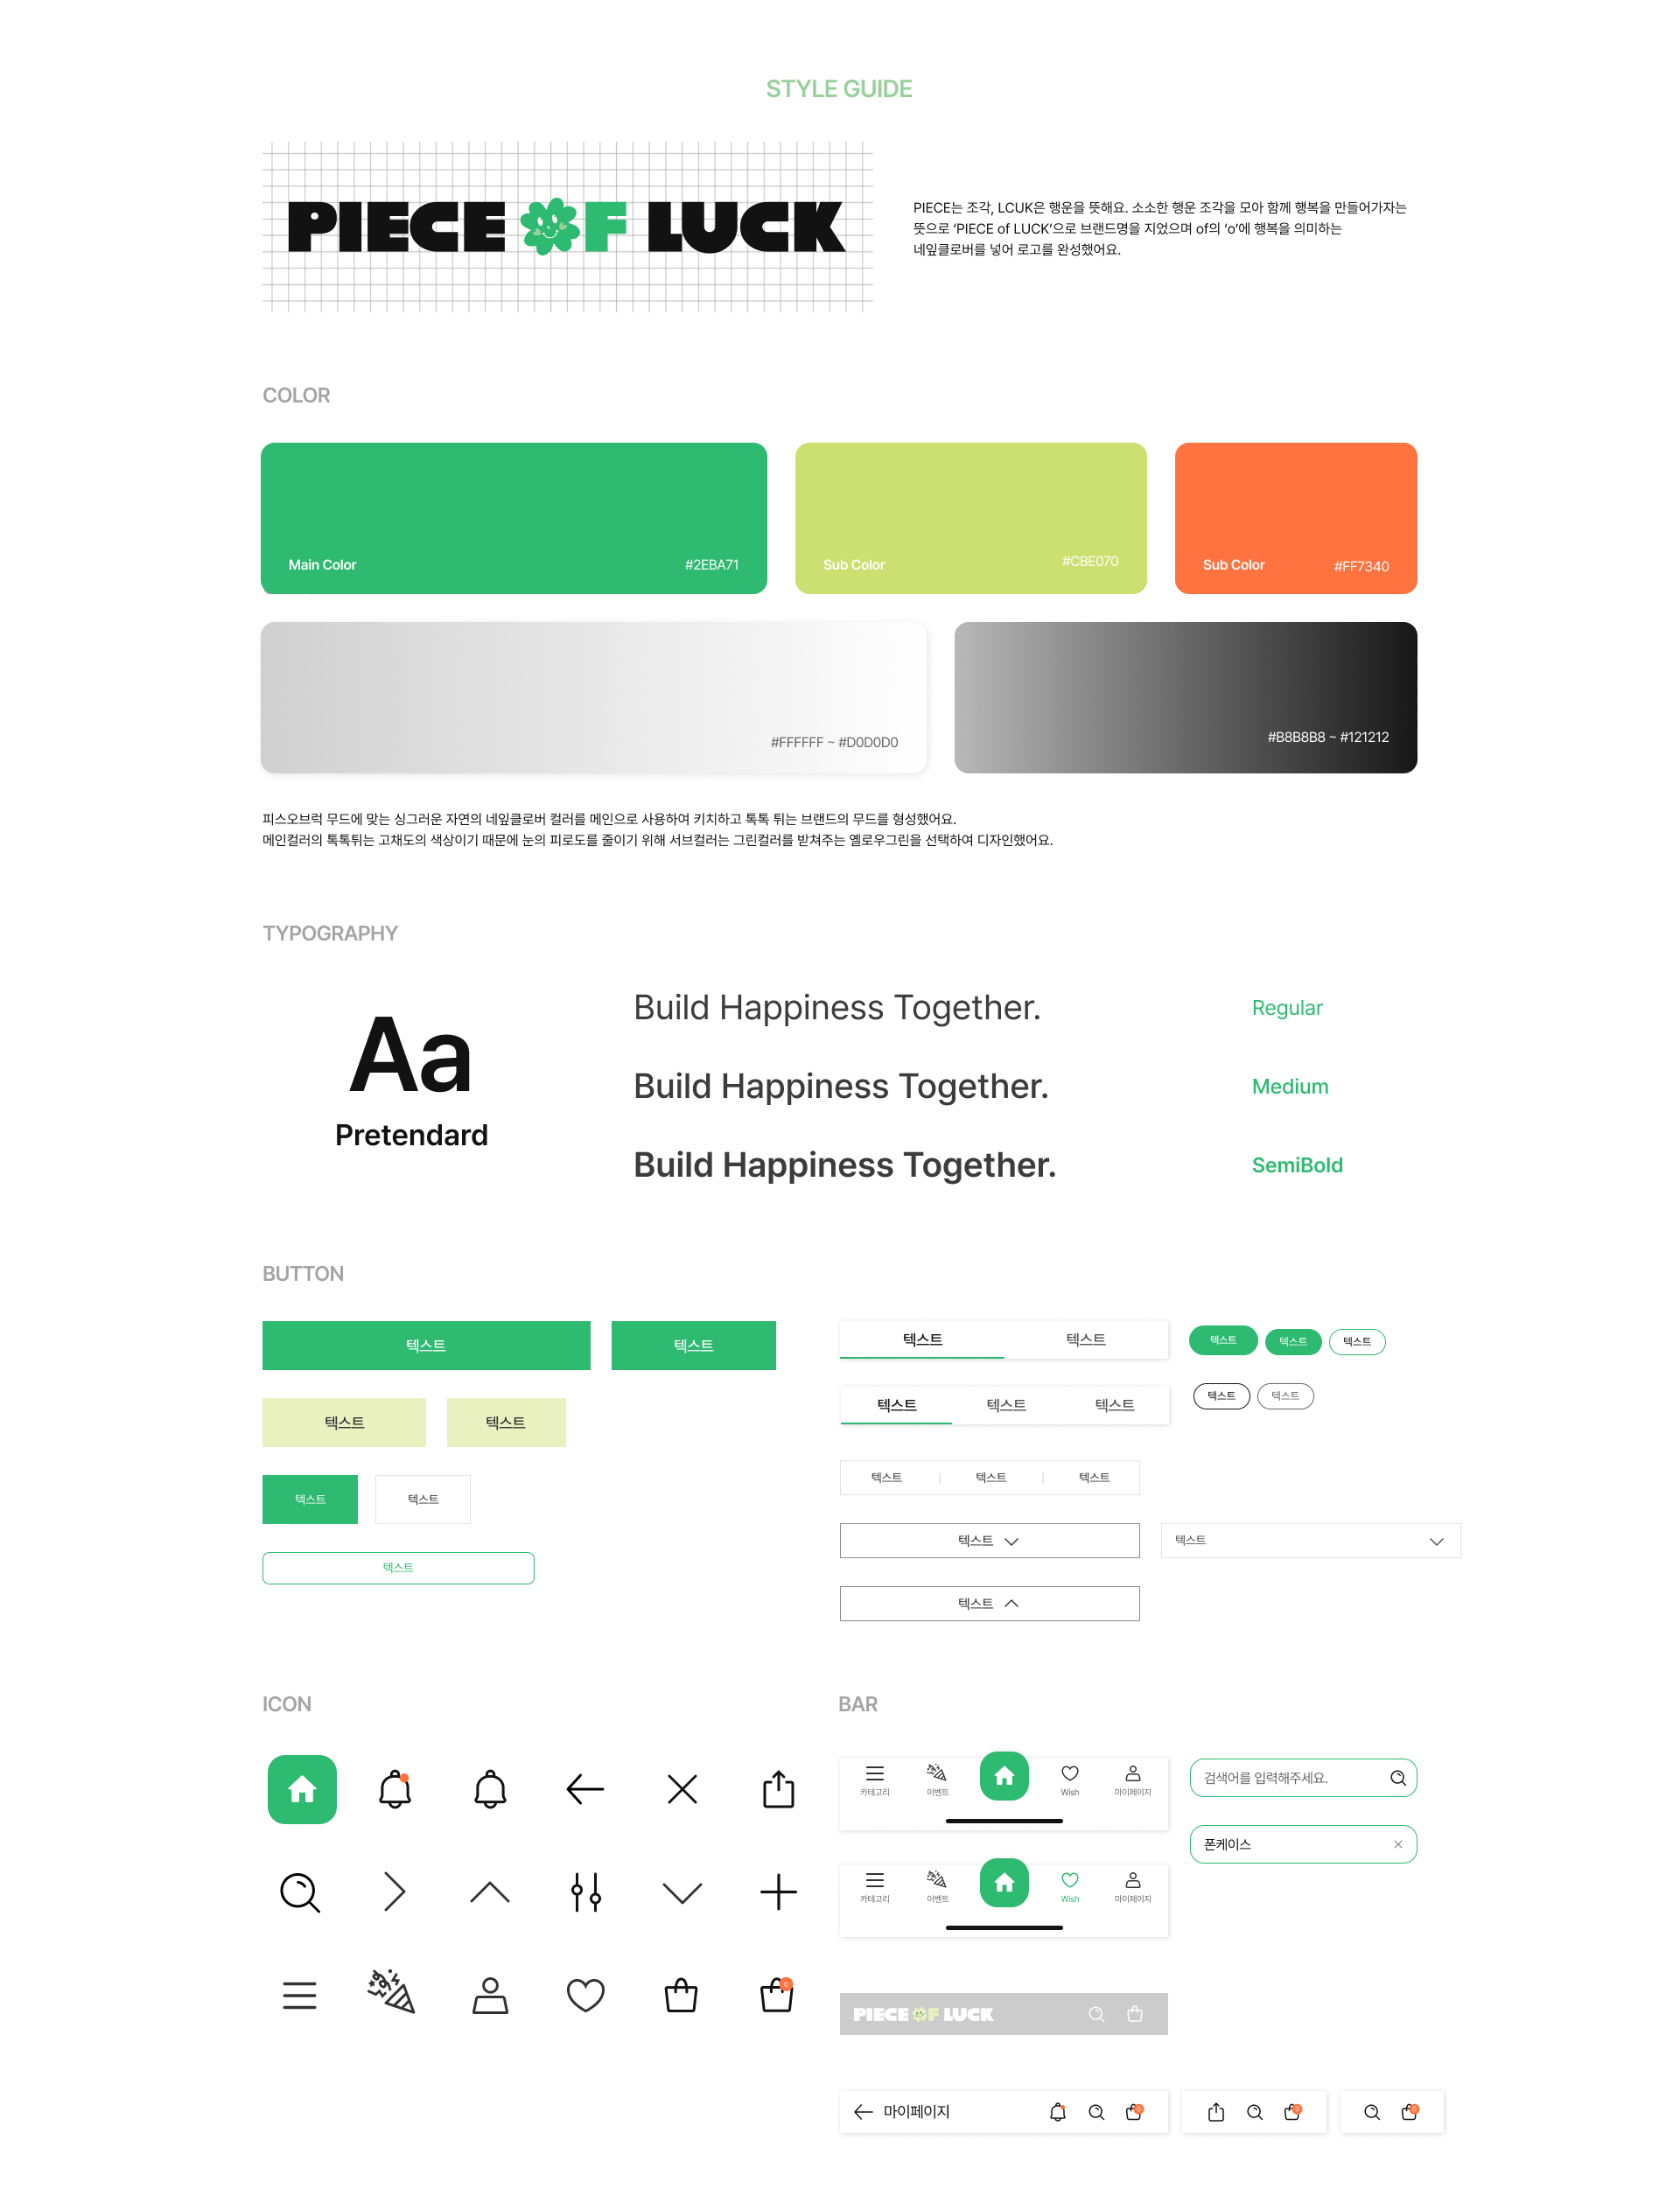 STYLE GUIDE
PIECE OF LUCK
PIECE는 조각, LCUK은 행운을 뜻해요. 소소한 행운 조각을 모아 함께 행복을 만들어가자는
뜻으로 ‘PIECE of LUCK’으로 브랜드명을 지었으며 of의 ‘o’에 행복을 의미하는
네잎클로버를 넣어 로고를 완성했어요.
COLOR
Main Color #2EBA71
Sub Color #CBE070
Sub Color #FF7340
#FFFFFF ~ #D0D0D0
#B8B8B8 ~ #121212
피스오브럭 무드에 맞는 싱그러운 자연의 네잎클로버 컬러를 메인으로 사용하여 키치하고 톡톡 튀는 브랜드의 무드를 형성했어요.
메인컬러의 톡톡튀는 고채도의 색상이기 때문에 눈의 피로도를 줄이기 위해 서브컬러는 그린컬러를 받쳐주는 옐로우그린을 선택하여 디자인했어요.
TYPOGRAPHY
Aa
Pretendard
Build Happiness Together. Regular
Build Happiness Together. Medium
Build Happiness Together. SemiBold
BUTTON
텍스트 텍스트
텍스트 텍스트
텍스트 텍스트
텍스트
텍스트 텍스트
텍스트 텍스트 텍스트
텍스트 텍스트 텍스트
텍스트 텍스트
텍스트 텍스트 텍스트
텍스트
텍스트
텍스트
ICON
0
BAR
카테고리 이벤트 Wish 마이페이지
검색어를 입력해주세요.
폰케이스
카테고리 이벤트 Wish 마이페이지
PIECE OF LUCK
마이페이지 0
0
0